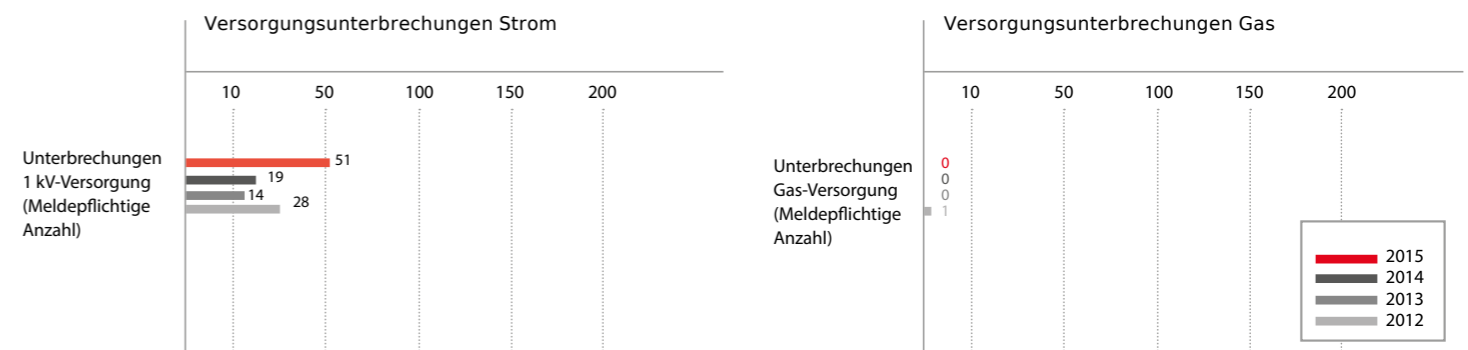 Versorgungsunterbrechungen Strom
10 50 100 150 200
Unterbrechungen
1 kV-Versorgung
(Meldepflichtige
Anzahl)
51
19
14
28
Versorgungsunterbrechungen Gas
10 50 100 150 200
Unterbrechungen
Gas-Versorgung
(Meldepflichtige
Anzahl)
0
0
0
1
2015
2014
2013
2012